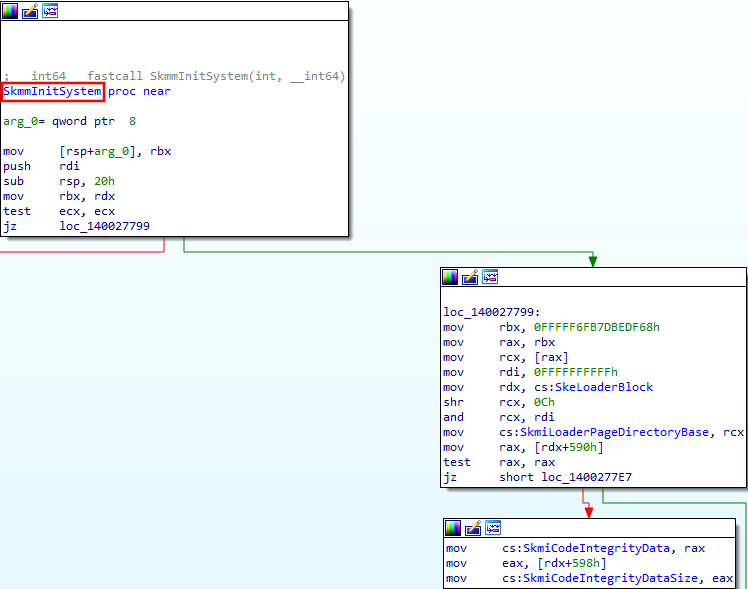 ; __int64 __fastcall SkmmInitSystem(int, __int64)
SkmmInitSystem proc near
arg_0= qword ptr  8
mov     [rsp+arg_0], rbx
push    rdi
sub     rsp, 20h
mov     rbx, rdx
test    ecx, ecx
jz      loc_140027799
loc_140027799:
mov     rbx, 0FFFFF6FB7DBEDF68h
mov     rax, rbx
mov     rcx, [rax]
mov     rdi, 0FFFFFFFFFFh
mov     rdx, cs:SkeLoaderBlock
shr     rcx, 0Ch
and     rcx, rdi
mov     cs:SkmiLoaderPageDirectoryBase, rcx
mov     rax, [rdx+590h]
test    rax, rax
jz      short loc_1400277E7
mov     cs:SkmiCodeIntegrityData, rax
mov     eax, [rdx+598h]
mov     cs:SkmiCodeIntegrityDataSize, eax